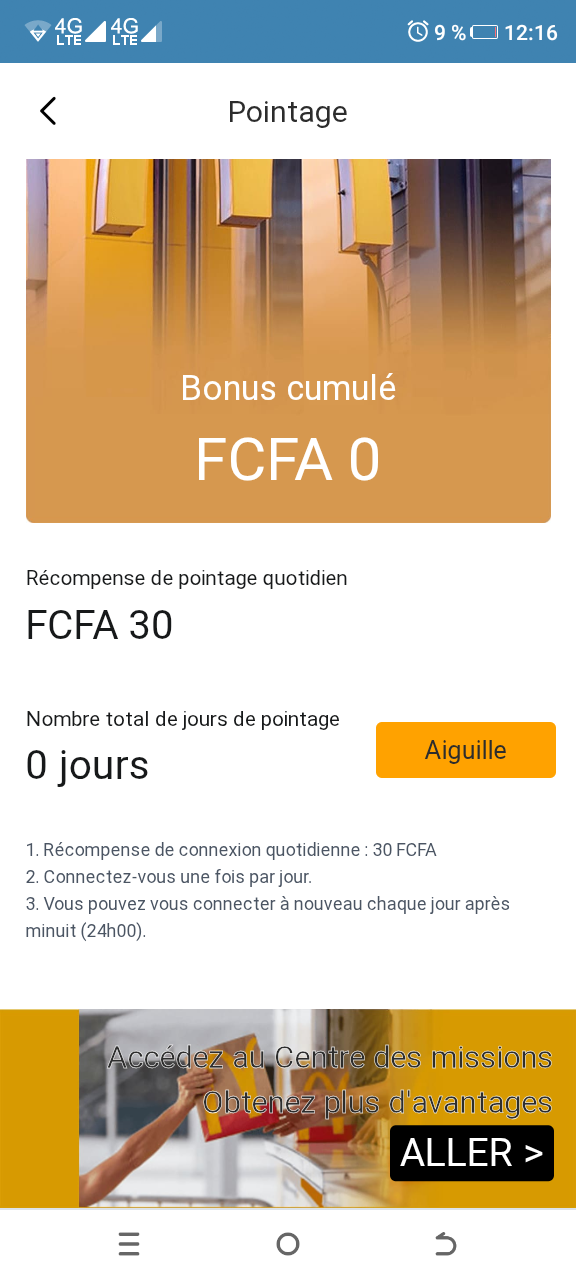 4G LTE 4G LTE 9 % 12:16
Pointage
Bonus cumulé
FCFA 0
Récompense de pointage quotidien
FCFA 30
Nombre total de jours de pointage
0 jours
Aiguille
1. Récompense de connexion quotidienne : 30 FCFA
2. Connectez-vous une fois par jour.
3. Vous pouvez vous connecter à nouveau chaque jour après
minuit (24h00).
Accédez au Centre des missions
Obtenez plus d'avantages
ALLER >